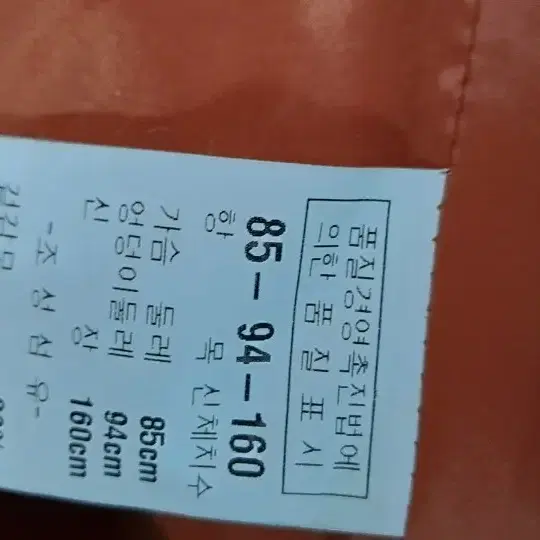 품질경영촉진법에
의한 품질표시
85-94-160
항 목 신체치수
가슴 둘레 85cm
엉덩이둘레 94cm
신 장 160cm
-조 성 섬 유-